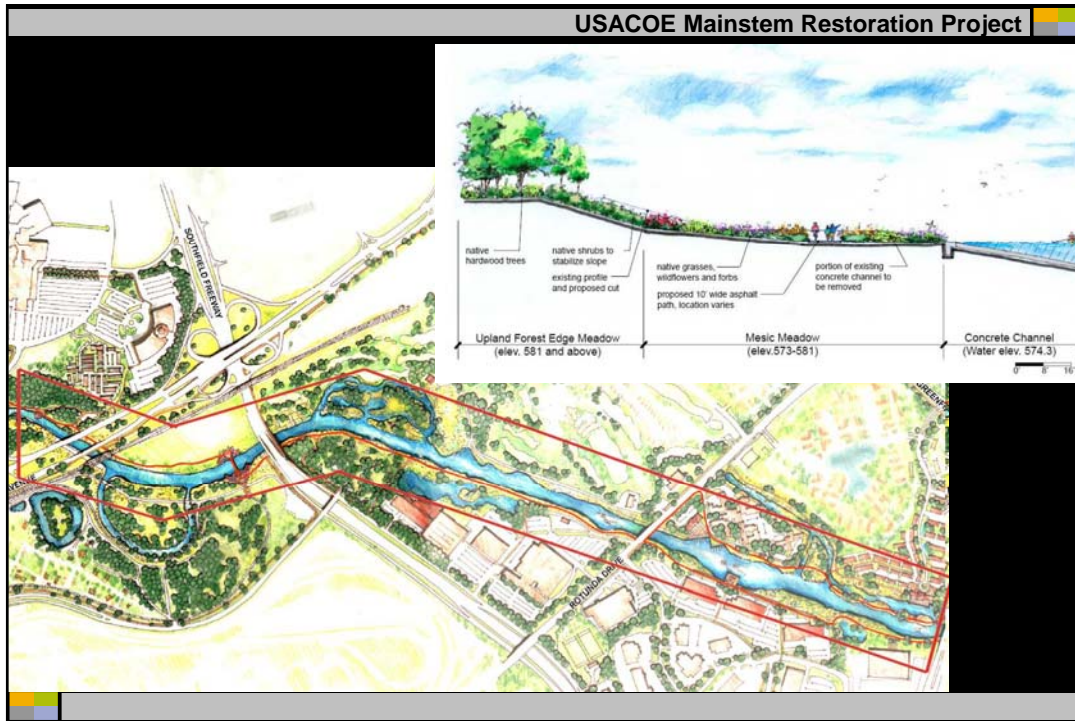 USACOE Mainstem Restoration Project
native
hardwood trees
native shrubs to
stabilize slope
existing profile
and proposed cut
native grasses,
wildflowers and forbs
proposed 10' wide asphalt
path, location varies
portion of existing
concrete channel to
be removed
Upland Forest Edge Meadow
(elev. 581 and above)
Mesic Meadow
(elev.573-581)
Concrete Channel
(Water elev. 574.3)
0' 8' 16'
SOUTHFIELD FREEWAY
ROTUNDA DRIVE